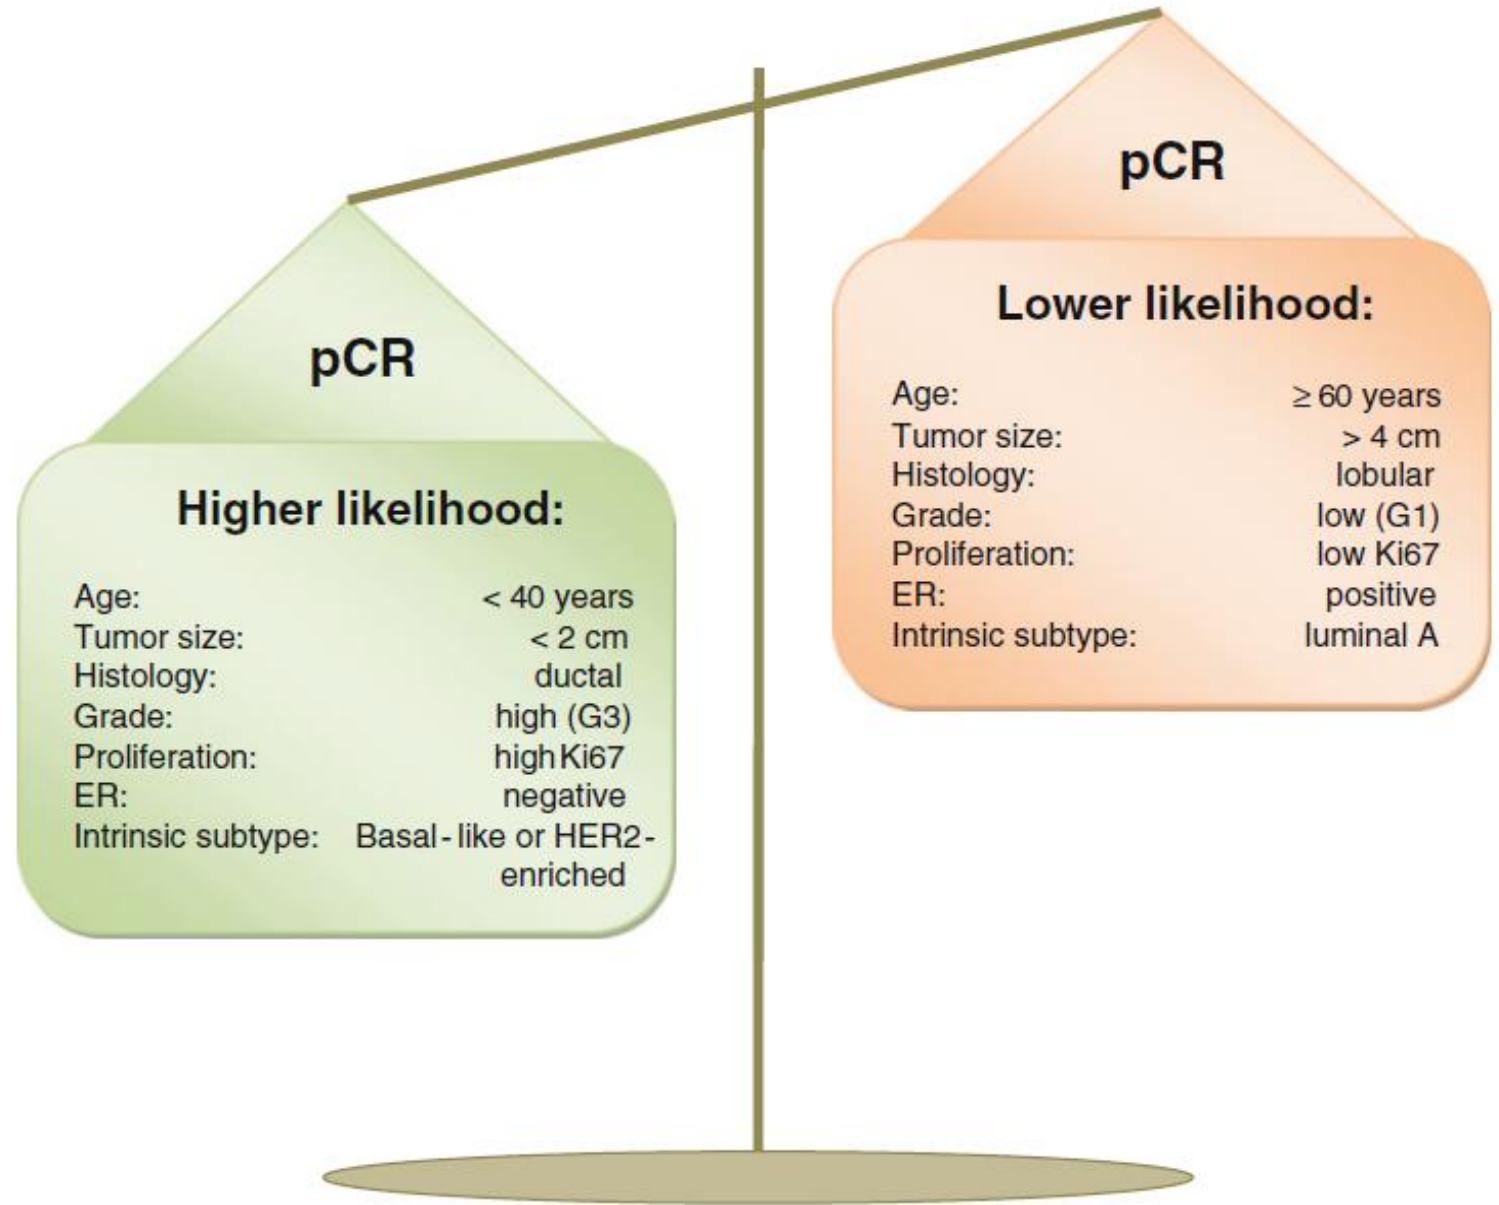 pCR
Higher likelihood:
Age: < 40 years
Tumor size: < 2 cm
Histology: ductal
Grade: high (G3)
Proliferation: high Ki67
ER: negative
Intrinsic subtype: Basal-like or HER2-
enriched
pCR
Lower likelihood:
Age: ≥ 60 years
Tumor size: > 4 cm
Histology: lobular
Grade: low (G1)
Proliferation: low Ki67
ER: positive
Intrinsic subtype: luminal A